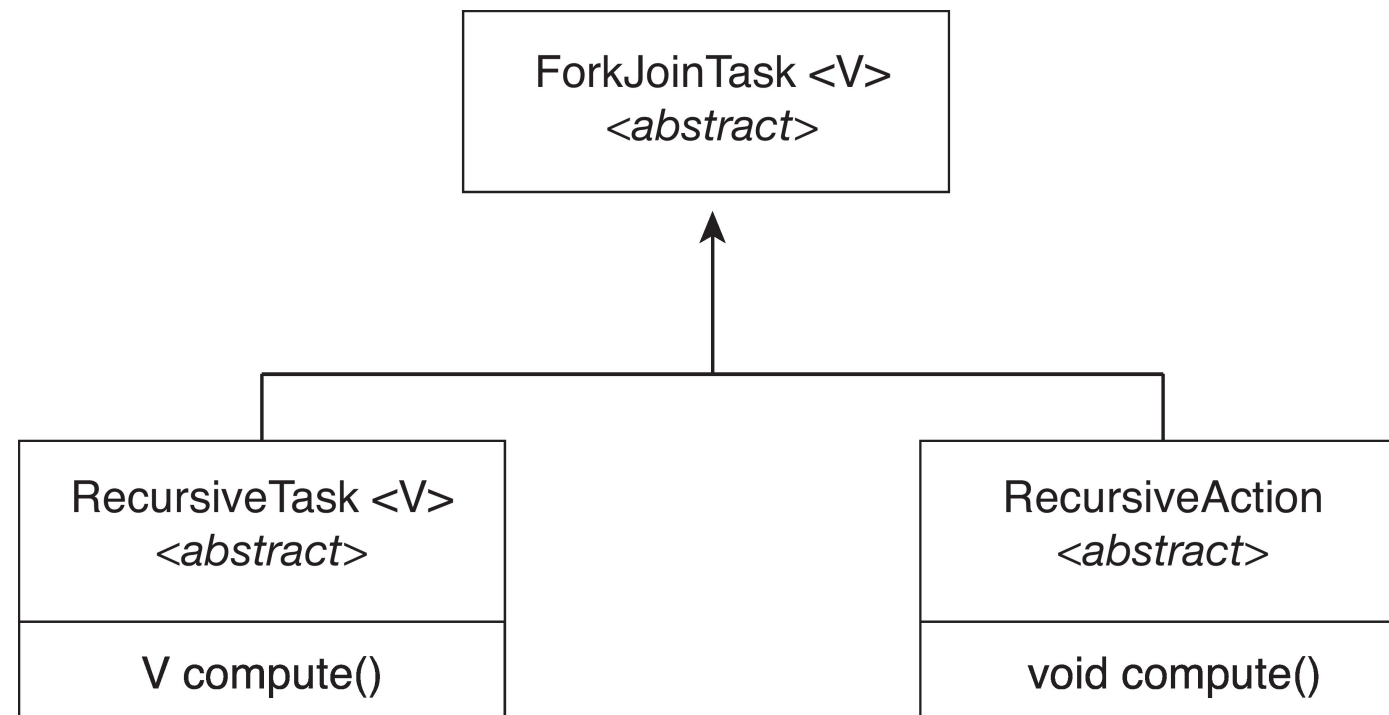 ForkJoinTask <V>
<abstract>
RecursiveTask <V>
<abstract>
V compute()
RecursiveAction
<abstract>
void compute()